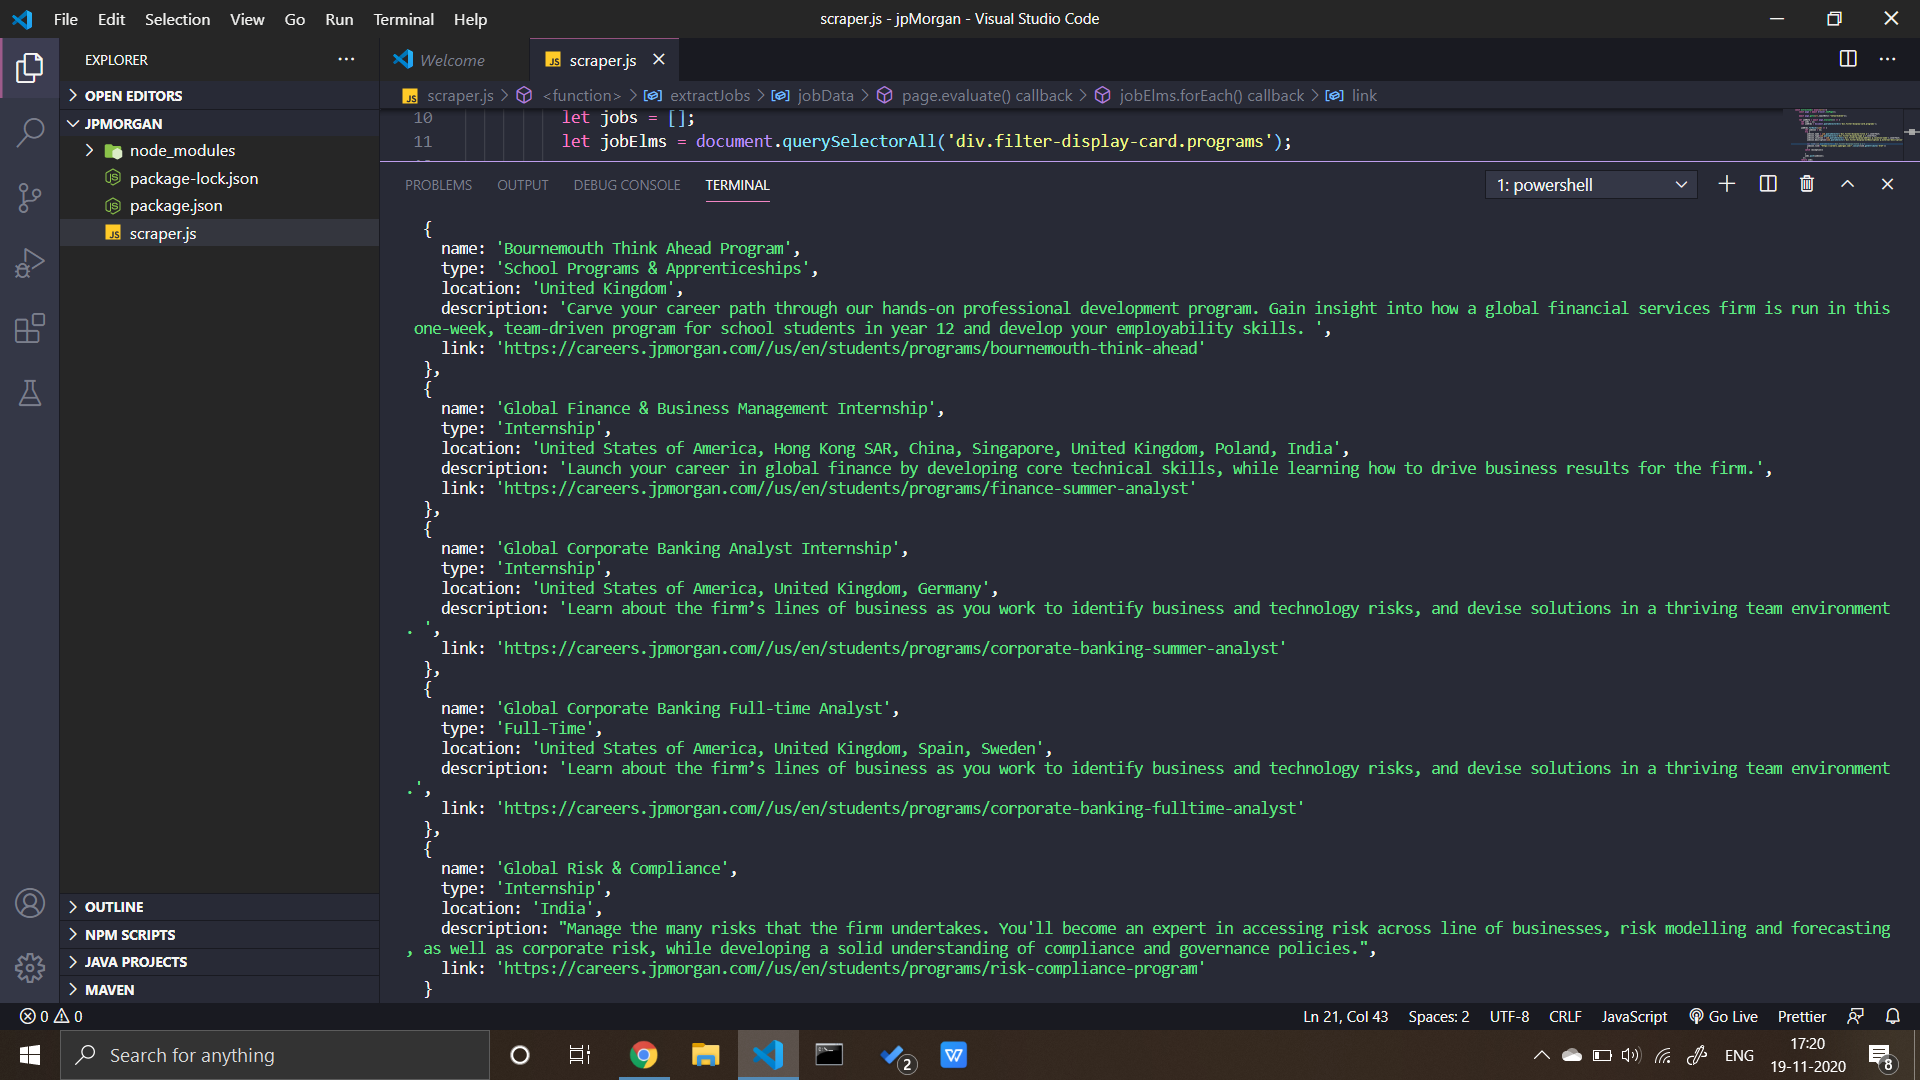 File Edit Selection View Go Run Terminal Help
scraper.js - jpMorgan - Visual Studio Code
EXPLORER
OPEN EDITORS
JPMORGAN
node_modules
package-lock.json
package.json
scraper.js
OUTLINE
NPM SCRIPTS
JAVA PROJECTS
MAVEN
Welcome
scraper.js
scraper.js > <function> > extractJobs > jobData > page.evaluate() callback > jobElms.forEach() callback > link
10 let jobs = [];
11 let jobElms = document.querySelectorAll('div.filter-display-card.programs');
PROBLEMS OUTPUT DEBUG CONSOLE TERMINAL
1: powershell
{
name: 'Bournemouth Think Ahead Program',
type: 'School Programs & Apprenticeships',
location: 'United Kingdom',
description: 'Carve your career path through our hands-on professional development program. Gain insight into how a global financial services firm is run in this
one-week, team-driven program for school students in year 12 and develop your employability skills. ',
link: 'https://careers.jpmorgan.com//us/en/students/programs/bournemouth-think-ahead'
},
{
name: 'Global Finance & Business Management Internship',
type: 'Internship',
location: 'United States of America, Hong Kong SAR, China, Singapore, United Kingdom, Poland, India',
description: 'Launch your career in global finance by developing core technical skills, while learning how to drive business results for the firm.',
link: 'https://careers.jpmorgan.com//us/en/students/programs/finance-summer-analyst'
},
{
name: 'Global Corporate Banking Analyst Internship',
type: 'Internship',
location: 'United States of America, United Kingdom, Germany',
description: 'Learn about the firm’s lines of business as you work to identify business and technology risks, and devise solutions in a thriving team environment
. ',
link: 'https://careers.jpmorgan.com//us/en/students/programs/corporate-banking-summer-analyst'
},
{
name: 'Global Corporate Banking Full-time Analyst',
type: 'Full-Time',
location: 'United States of America, United Kingdom, Spain, Sweden',
description: 'Learn about the firm’s lines of business as you work to identify business and technology risks, and devise solutions in a thriving team environment
.',
link: 'https://careers.jpmorgan.com//us/en/students/programs/corporate-banking-fulltime-analyst'
},
{
name: 'Global Risk & Compliance',
type: 'Internship',
location: 'India',
description: "Manage the many risks that the firm undertakes. You'll become an expert in accessing risk across line of businesses, risk modelling and forecasting
, as well as corporate risk, while developing a solid understanding of compliance and governance policies.",
link: 'https://careers.jpmorgan.com//us/en/students/programs/risk-compliance-program'
}
0 0
Ln 21, Col 43 Spaces: 2 UTF-8 CRLF JavaScript Go Live Prettier
Search for anything
2
ENG
17:20
19-11-2020
8